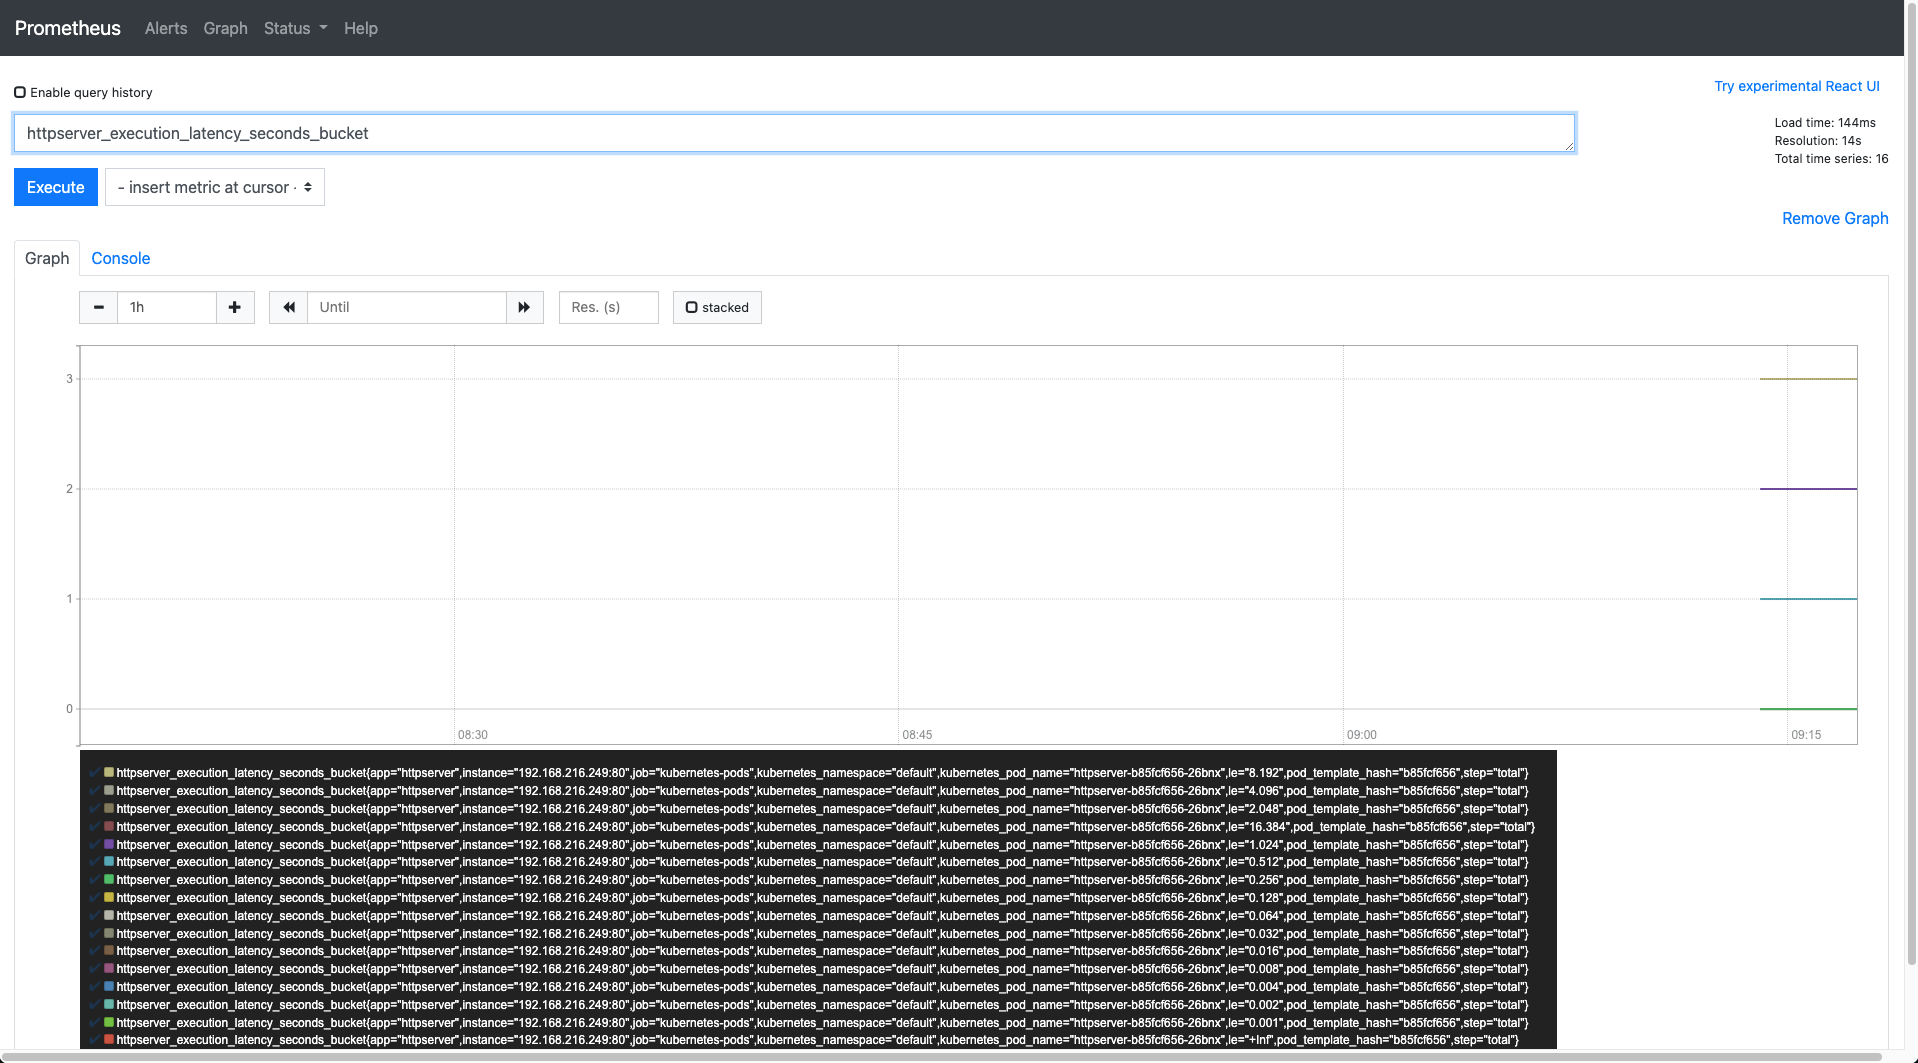 Prometheus Alerts Graph Status Help
Enable query history
Try experimental React UI
httpserver_execution_latency_seconds_bucket
Load time: 144ms
Resolution: 14s
Total time series: 16
Execute - insert metric at cursor -
Remove Graph
Graph Console
1h Until Res. (s) stacked
3
2
1
0
08:30 08:45 09:00 09:15
httpserver_execution_latency_seconds_bucket{app="httpserver",instance="192.168.216.249:80",job="kubernetes-pods",kubernetes_namespace="default",kubernetes_pod_name="httpserver-b85fcf656-26bnx",le="8.192",pod_template_hash="b85fcf656",step="total"}
httpserver_execution_latency_seconds_bucket{app="httpserver",instance="192.168.216.249:80",job="kubernetes-pods",kubernetes_namespace="default",kubernetes_pod_name="httpserver-b85fcf656-26bnx",le="4.096",pod_template_hash="b85fcf656",step="total"}
httpserver_execution_latency_seconds_bucket{app="httpserver",instance="192.168.216.249:80",job="kubernetes-pods",kubernetes_namespace="default",kubernetes_pod_name="httpserver-b85fcf656-26bnx",le="2.048",pod_template_hash="b85fcf656",step="total"}
httpserver_execution_latency_seconds_bucket{app="httpserver",instance="192.168.216.249:80",job="kubernetes-pods",kubernetes_namespace="default",kubernetes_pod_name="httpserver-b85fcf656-26bnx",le="16.384",pod_template_hash="b85fcf656",step="total"}
httpserver_execution_latency_seconds_bucket{app="httpserver",instance="192.168.216.249:80",job="kubernetes-pods",kubernetes_namespace="default",kubernetes_pod_name="httpserver-b85fcf656-26bnx",le="1.024",pod_template_hash="b85fcf656",step="total"}
httpserver_execution_latency_seconds_bucket{app="httpserver",instance="192.168.216.249:80",job="kubernetes-pods",kubernetes_namespace="default",kubernetes_pod_name="httpserver-b85fcf656-26bnx",le="0.512",pod_template_hash="b85fcf656",step="total"}
httpserver_execution_latency_seconds_bucket{app="httpserver",instance="192.168.216.249:80",job="kubernetes-pods",kubernetes_namespace="default",kubernetes_pod_name="httpserver-b85fcf656-26bnx",le="0.256",pod_template_hash="b85fcf656",step="total"}
httpserver_execution_latency_seconds_bucket{app="httpserver",instance="192.168.216.249:80",job="kubernetes-pods",kubernetes_namespace="default",kubernetes_pod_name="httpserver-b85fcf656-26bnx",le="0.128",pod_template_hash="b85fcf656",step="total"}
httpserver_execution_latency_seconds_bucket{app="httpserver",instance="192.168.216.249:80",job="kubernetes-pods",kubernetes_namespace="default",kubernetes_pod_name="httpserver-b85fcf656-26bnx",le="0.064",pod_template_hash="b85fcf656",step="total"}
httpserver_execution_latency_seconds_bucket{app="httpserver",instance="192.168.216.249:80",job="kubernetes-pods",kubernetes_namespace="default",kubernetes_pod_name="httpserver-b85fcf656-26bnx",le="0.032",pod_template_hash="b85fcf656",step="total"}
httpserver_execution_latency_seconds_bucket{app="httpserver",instance="192.168.216.249:80",job="kubernetes-pods",kubernetes_namespace="default",kubernetes_pod_name="httpserver-b85fcf656-26bnx",le="0.016",pod_template_hash="b85fcf656",step="total"}
httpserver_execution_latency_seconds_bucket{app="httpserver",instance="192.168.216.249:80",job="kubernetes-pods",kubernetes_namespace="default",kubernetes_pod_name="httpserver-b85fcf656-26bnx",le="0.008",pod_template_hash="b85fcf656",step="total"}
httpserver_execution_latency_seconds_bucket{app="httpserver",instance="192.168.216.249:80",job="kubernetes-pods",kubernetes_namespace="default",kubernetes_pod_name="httpserver-b85fcf656-26bnx",le="0.004",pod_template_hash="b85fcf656",step="total"}
httpserver_execution_latency_seconds_bucket{app="httpserver",instance="192.168.216.249:80",job="kubernetes-pods",kubernetes_namespace="default",kubernetes_pod_name="httpserver-b85fcf656-26bnx",le="0.002",pod_template_hash="b85fcf656",step="total"}
httpserver_execution_latency_seconds_bucket{app="httpserver",instance="192.168.216.249:80",job="kubernetes-pods",kubernetes_namespace="default",kubernetes_pod_name="httpserver-b85fcf656-26bnx",le="0.001",pod_template_hash="b85fcf656",step="total"}
httpserver_execution_latency_seconds_bucket{app="httpserver",instance="192.168.216.249:80",job="kubernetes-pods",kubernetes_namespace="default",kubernetes_pod_name="httpserver-b85fcf656-26bnx",le="+Inf",pod_template_hash="b85fcf656",step="total"}